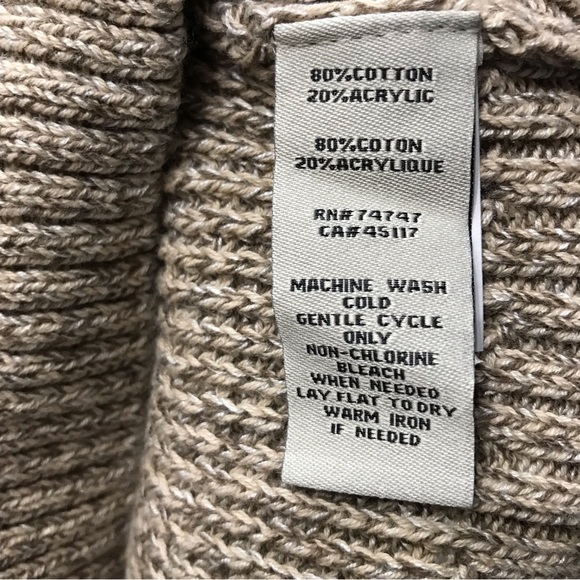 80%COTTON
20%ACRYLIC
80%COTON
20%ACRYLIQUE
RN#74747
CA#45117
MACHINE WASH
COLD
GENTLE CYCLE
ONLY
NON-CHLORINE
BLEACH
WHEN NEEDED
LAY FLAT TO DRY
WARM IRON
IF NEEDED